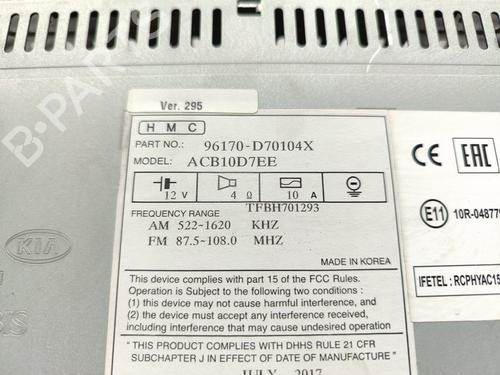 Ver. 295
H M C
PART NO.: 96170-D70104X
MODEL: ACB10D7EE
12 V 4 Ω 10 A
TFBH701293
FREQUENCY RANGE
AM 522-1620 KHZ
FM 87.5-108.0 MHZ
MADE IN KOREA
This device complies with part 15 of the FCC Rules.
Operation is Subject to the following conditions:
(1) this device may not cause harmful interference, and
(2) the device must accept any interference received,
including interference that may cause undesired
operation.
" THIS PRODUCT COMPLIES WITH DHHS RULE 21 CFR
SUBCHAPTER J IN EFFECT OF DATE OF MANUFACTURE "
JULY. 2017
CE EAC
E11 10R-04877
IFETEL : RCPHYAC15
KIA
B-PARTS